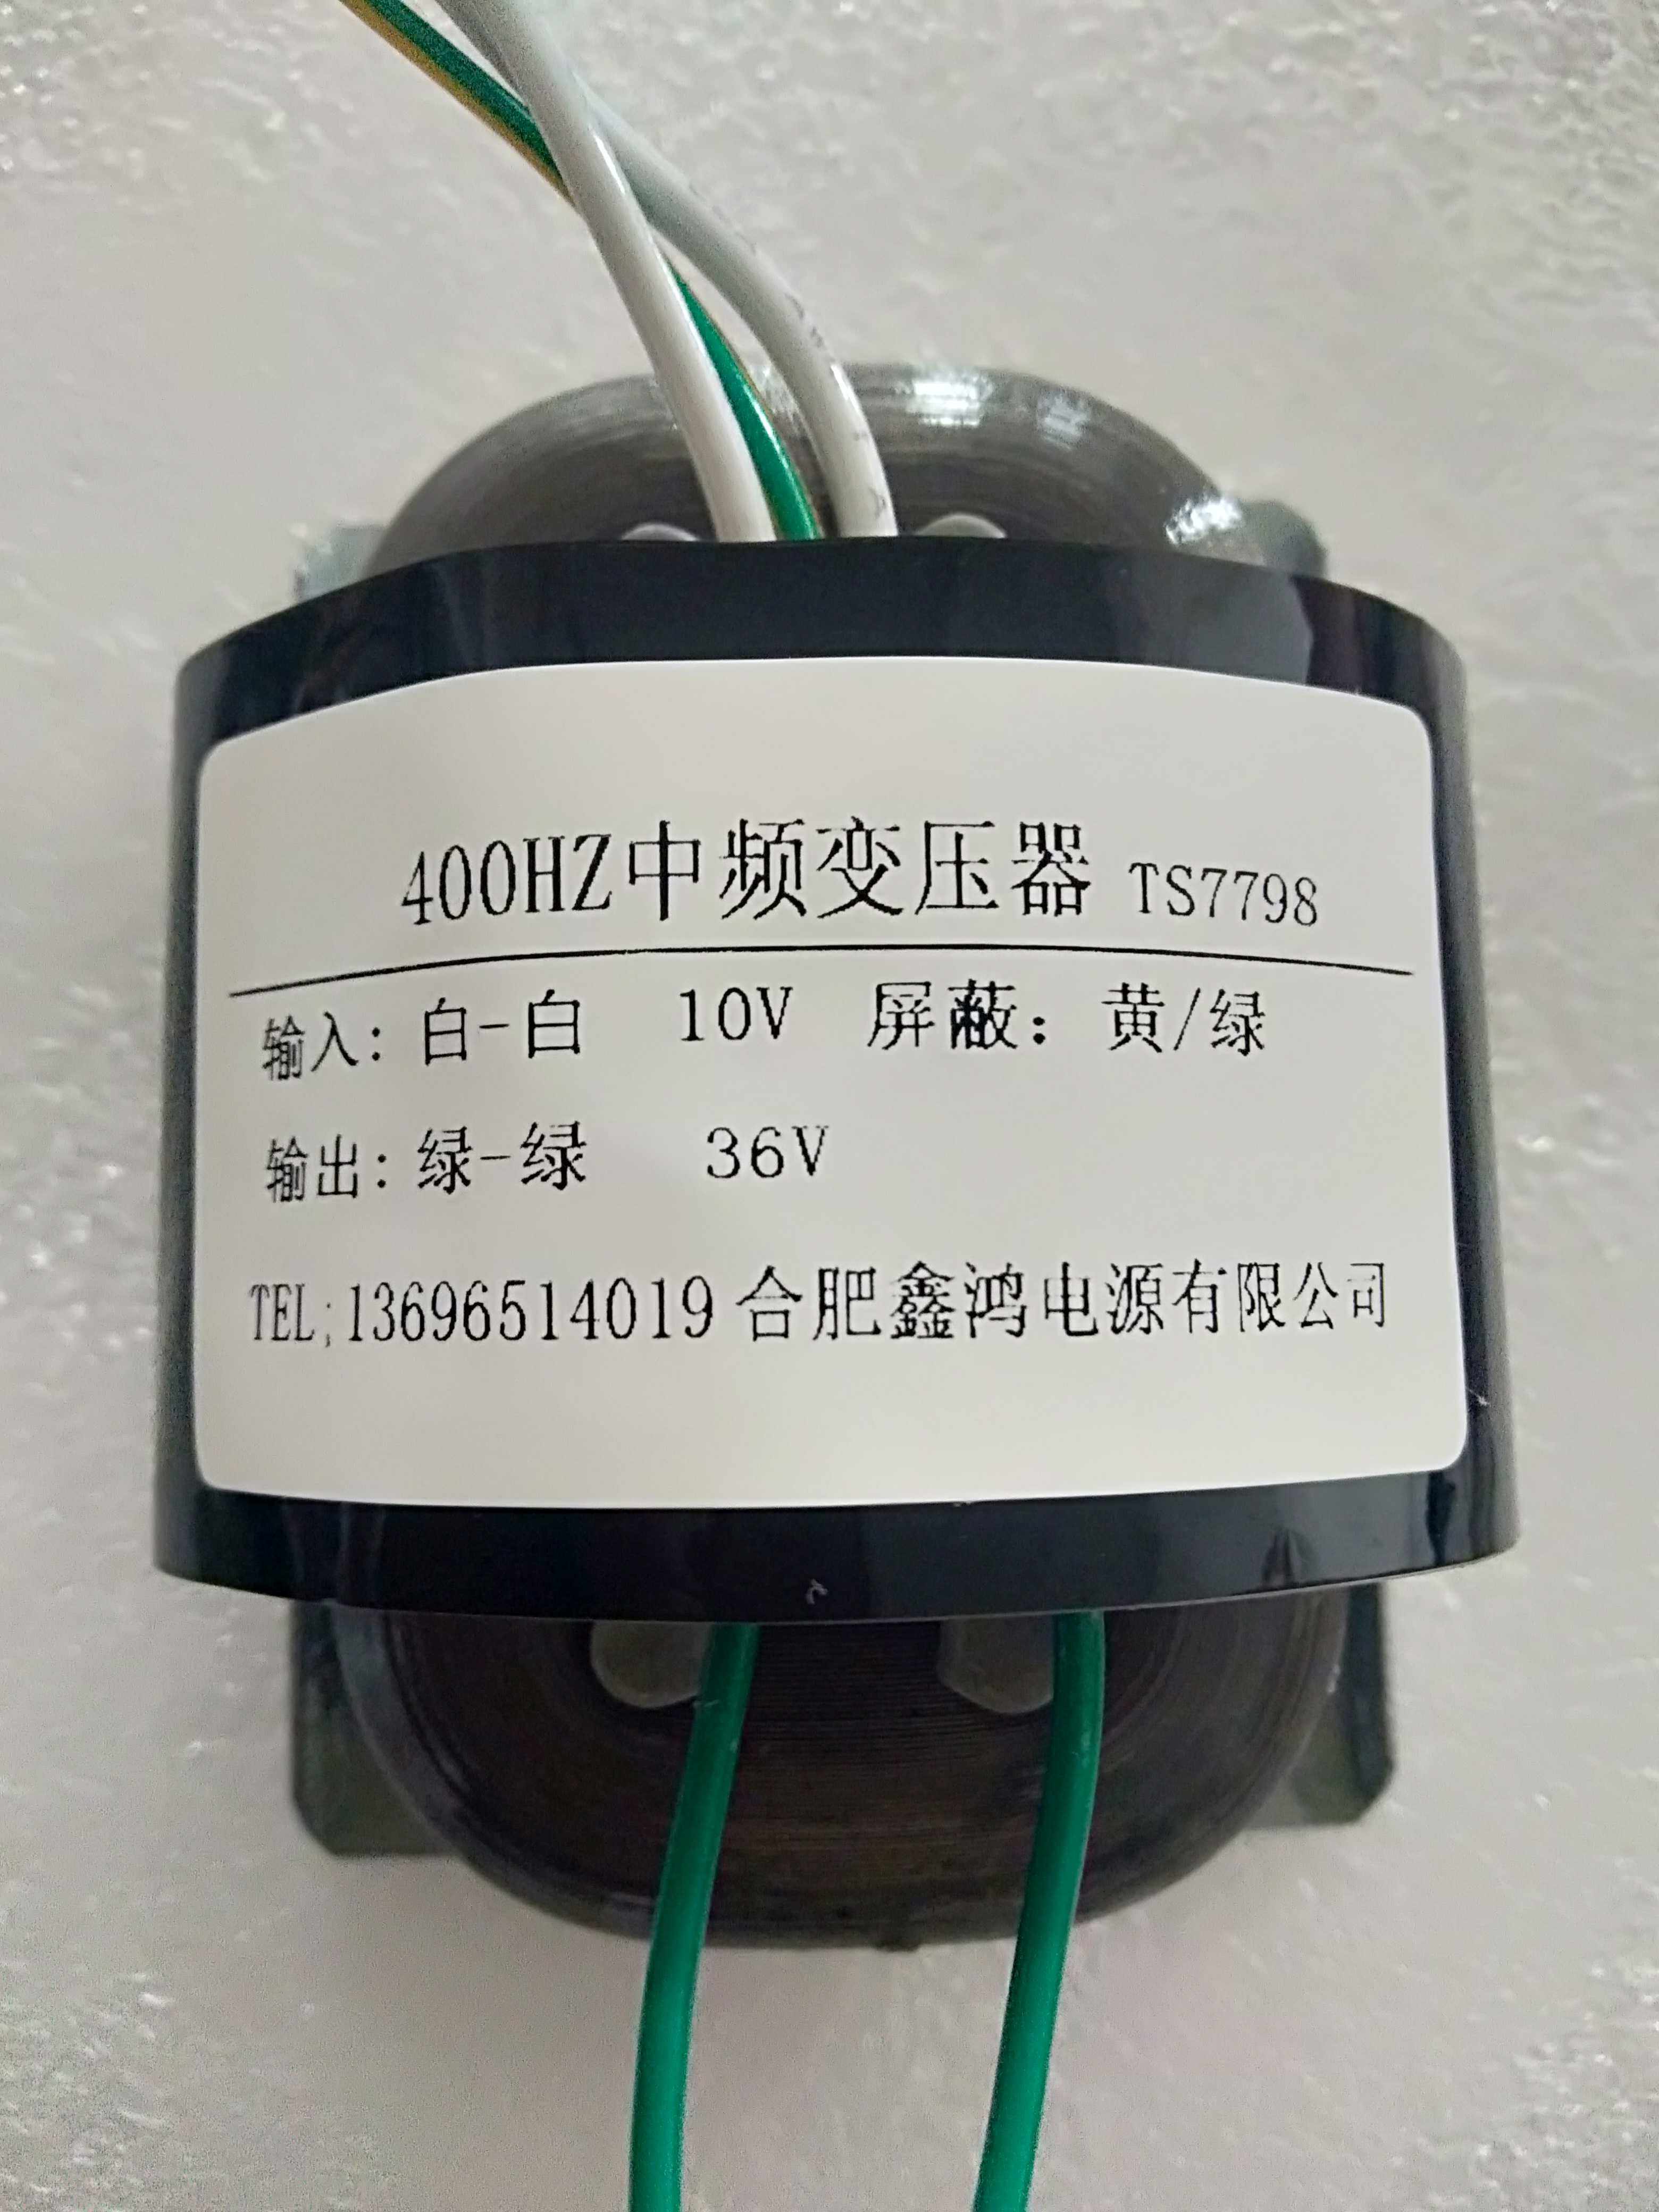 400HZ中频变压器 TS7798
输入: 白-白 10V 屏蔽: 黄/绿
输出: 绿-绿 36V
TEL;13696514019 合肥鑫鸿电源有限公司